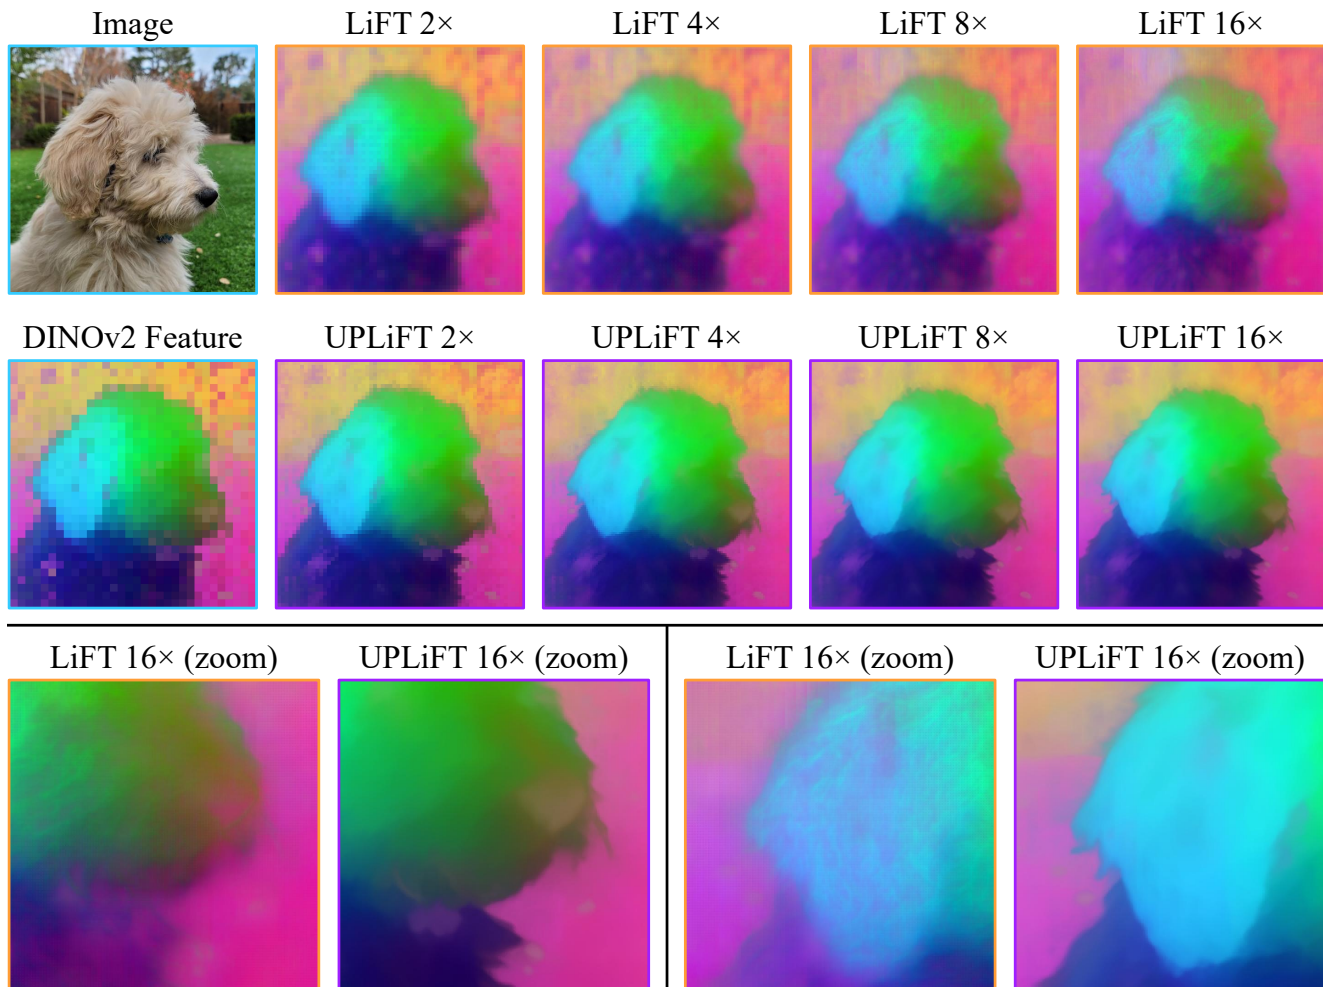 Image LiFT 2× LiFT 4× LiFT 8× LiFT 16×
DINOv2 Feature UPLiFT 2× UPLiFT 4× UPLiFT 8× UPLiFT 16×
LiFT 16× (zoom) UPLiFT 16× (zoom) LiFT 16× (zoom) UPLiFT 16× (zoom)